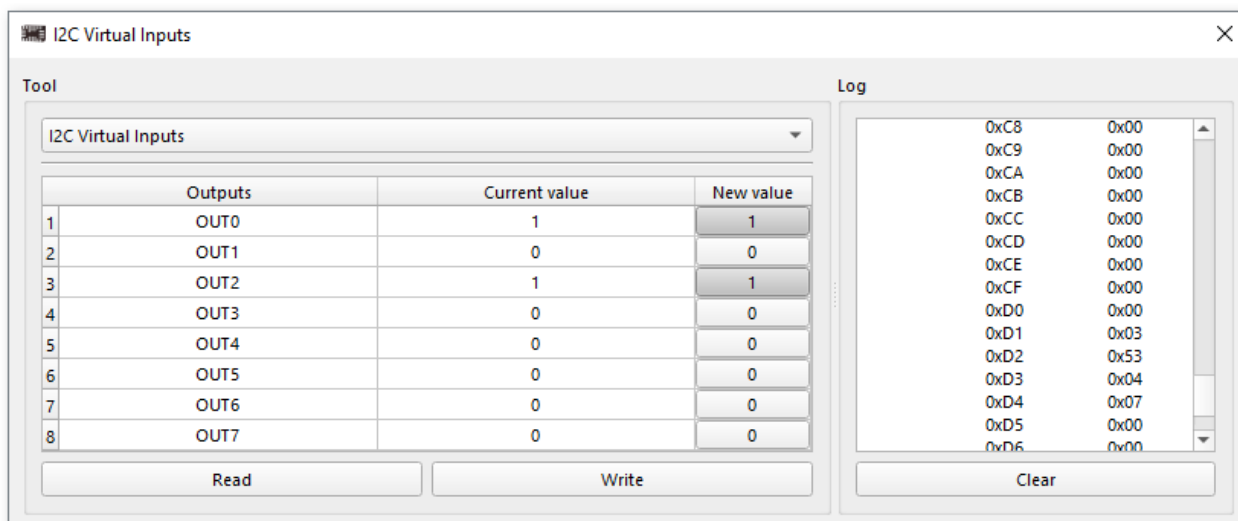 I2C Virtual Inputs
Tool
I2C Virtual Inputs
Outputs Current value New value
1 OUT0 1 1
2 OUT1 0 0
3 OUT2 1 1
4 OUT3 0 0
5 OUT4 0 0
6 OUT5 0 0
7 OUT6 0 0
8 OUT7 0 0
Read Write
Log
0xC8 0x00
0xC9 0x00
0xCA 0x00
0xCB 0x00
0xCC 0x00
0xCD 0x00
0xCE 0x00
0xCF 0x00
0xD0 0x00
0xD1 0x03
0xD2 0x53
0xD3 0x04
0xD4 0x07
0xD5 0x00
0xD6 0x00
Clear